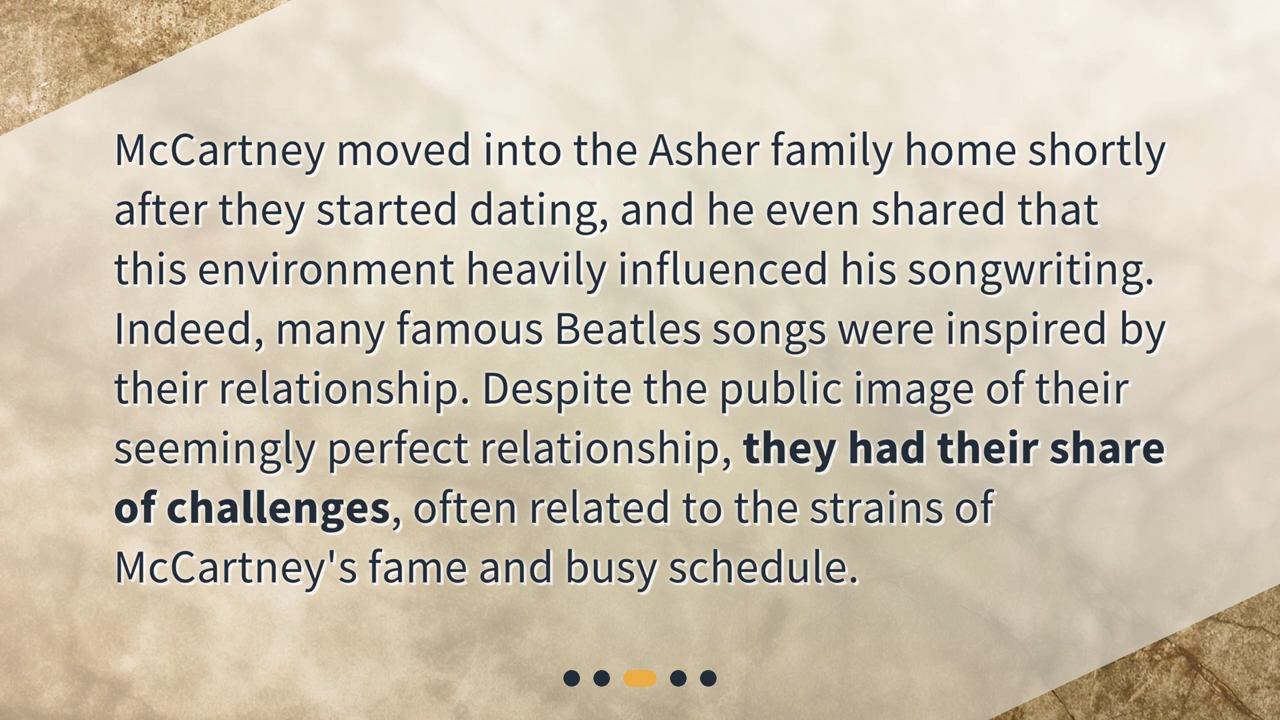 McCartney moved into the Asher family home shortly
after they started dating, and he even shared that
this environment heavily influenced his songwriting.
Indeed, many famous Beatles songs were inspired by
their relationship. Despite the public image of their
seemingly perfect relationship, they had their share
of challenges, often related to the strains of
McCartney's fame and busy schedule.